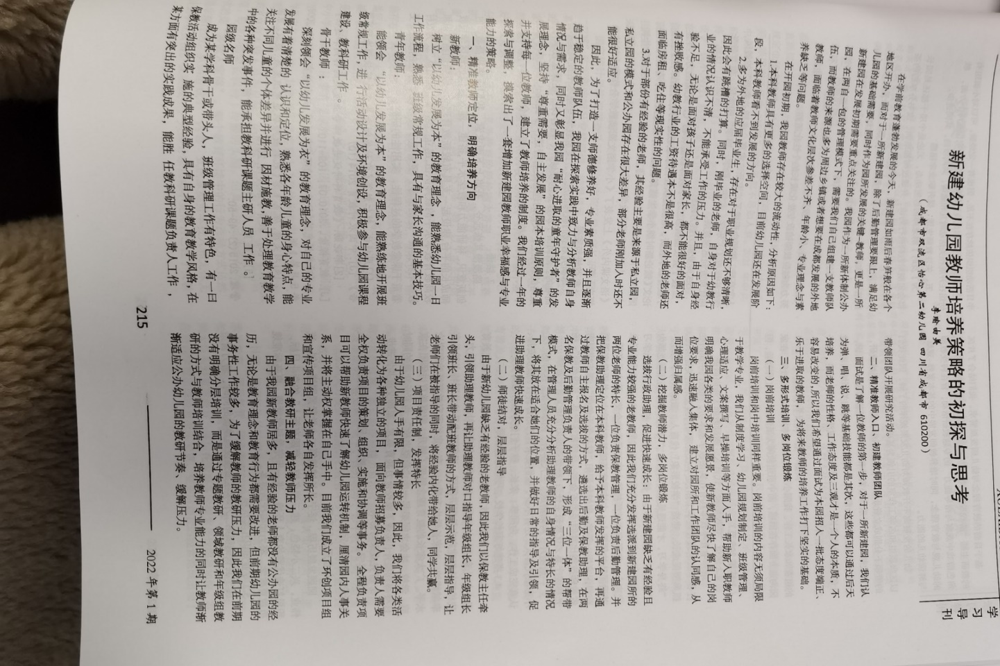 学习导刊
新建幼儿园教师培养策略的初探与思考
李瑜 由美
（成都市双流区怡心第二幼儿园 四川省成都市 610200）
在学前教育蓬勃发展的今天，新建园如雨后春笋般在各个
地区开办，而对于一所新建园，除了后勤管理要跟上，满足幼
儿园的基础需要，同时作为园所发展的关键-教师，更是一所
新建园在发展初期需要重点关注的。我园作为一所新体制公办
园，在两自一包的管理模式下，需要我们自己组建一支教师队
伍，而教师的来源也多为周边乡镇或者想要在成都发展的外地
教师，面临着教师文化层次参差不齐、年龄小、专业理念与素
养缺乏等问题。
在开园初期，我园教师存在较大的流动性，分析原因如下：
1.本科教师具有更多的选择空间，目前幼儿园还在发展阶
段，本科教师看不到发展的方向。
2.多为外地的应届毕业生，存在对于职业规划还不够清晰，
因此会有跳槽的打算。同时，刚毕业的老师，自身对于幼教行
业的情况认识不清，不能承受工作的压力。并且，由于自身经
验不足，无论是面对孩子还是面对家长，都不能很好的面对，
有挫败感。幼教行业的工资待遇本不是很高，而外地的老师还
面临房租、吃住等现实性的问题。
3.对于部份有经验的老师，其经验主要是来源于私立园，
私立园的模式和公办园存在很大差异，部分老师刚加入时还不
能很好适应。
因此，为了打造一支师德修养好，专业素质强，并且逐渐
趋于稳定的教师队伍，我园在探索实践中致力与分析教师自身
情况与需求，同时又彰显我园“耐心进取的童年守护者”的发
展理念，坚持“尊重需要，自主发展”的园本培训原则，尊重
并支持每一位教师，建立了教师培养的制度。我们经过一年的
探索与调整，摸索出了一套增加新建园教师职业幸福感与专业
能力的策略。
一、精准教师定位，明确培养方向
新教师：
树立“以幼儿发展为本”的教育理念 ，能熟悉幼儿园一日
工作流程，熟悉 班级常规工作，具有与家长沟通的基本技巧。
青年教师：
能领会 “以幼儿发展为本”的教育理念，能熟练地开展班
级常规工作，进 行活动设计及环境创设，积极参与幼儿园课程
建设、教科研工作 。
骨干教师 ：
深刻领会“以幼儿发展为衣”的教育理念，对自己的专业
发展有着清楚的 认识和定位，熟悉各年龄儿童的身心特点，能
关注不同儿童的个体差异并进行 因材施教，善于处理教育教学
中的各种突发事件，能承担教科研课题主研人员 工作 。
园级名师
成为某学科骨干或带头人，班级管理工作有特色，有一日
保教活动组织实 施的典型经验，具有自身的教育教学风格，在
某方面有突出的实践成果，能胜 任教科研课题负责人工作 ，
带领团队开展研究活动。
二、精准教师入口，初建教师团队
面试是了解一位教师的第一步，对于一所新建园，我们认
为弹、唱、说、跳等基础技能都是其次，这些都可以通过后天
培养，而老师的性格、工作态度及三观才是一个人的本质，不
容易改变的，所以我们希望通过面试为本园招入一批态度端正、
乐于进取的教师， 为将来教师的培养工作打下坚实的基础。
三、多形式培训，多岗位锻炼
（一）岗前培训
岗前培训和岗中培训同样重要。岗前培训的内容无须局限
于教学专业，我们从制度学习、幼儿园规划制定、班级管理、
心理适应、文案撰写、早操培训等方面入手，帮助新入职教师
明确我园各类的要求和发展愿景，使新教师尽快了解自己的岗
位要求，迅速融入集体， 建立对园所和工作团队的认同感，从
而增强归属感。
（二）挖掘教师潜力，多岗位锻炼
选拔行政助理，促进快速成长：由于新建园缺乏有经验且
专业能力较强的老教师，因此我们充分发挥选派到新建园所的
两位老师的特长，一位负责保教管理，一位负责后勤管理。并
把保教助理定位在本科教师，给予本科教师发挥的平台，再通
过教师自主报名及选拔的方式，遴选出后勤及保教助理，在两
名保教及后勤管理负责人的带领下，形成“三位一体”的帮带
模式，在管理人员充分分析助理教师的自身情况与特长的情况
下，将其放在适合她们的位置，并做好日常的指导及引领，促
进助理教师快速成长。
（二）师徒结对，层层指导
由于新幼儿园缺乏有经验的老教师，因此我们以保教主任牵
头，引领助理教师，再让助理教师对口指导年级组长，年级组长
引领班长、班长带动配班教师的方式，层层示范，层层指导，让
老师们在被指导的同时，将经验内化带给她人，同学共赢。
（三）项目责任制，发挥特长
由于幼儿园人手有限，但事情较多，因此，我们将各类活
动转化为各种独立的项目， 面向教师招募负责人，负责人需要
全权负责项目的策划、组织、实施和协调等事务。 全程负责项
目可以帮助新教师快速了解幼儿园运转机制，厘清园内人事关
系，并将主动权掌握在自己手中。目前我们成立了环创项目组
和宣传项目组，让老师各自发挥所长。
四、融合教研主题，减轻教师压力
由于我园新教师居多，且有经验的老师都没有公办园的经
历，无论是教育理念和教育行为都需要改进，但前期幼儿园的
事务性工作较多，为了缓解教师的教研压力，因此我们在前期
没有明确分层培训，而是通过专题教研、领域教研和年级组教
研的方式与教师培训结合，培养教师专业能力的同时让教师渐
渐适应公办幼儿园的教研节奏、缓解压力。
215
2022 年第 1 期